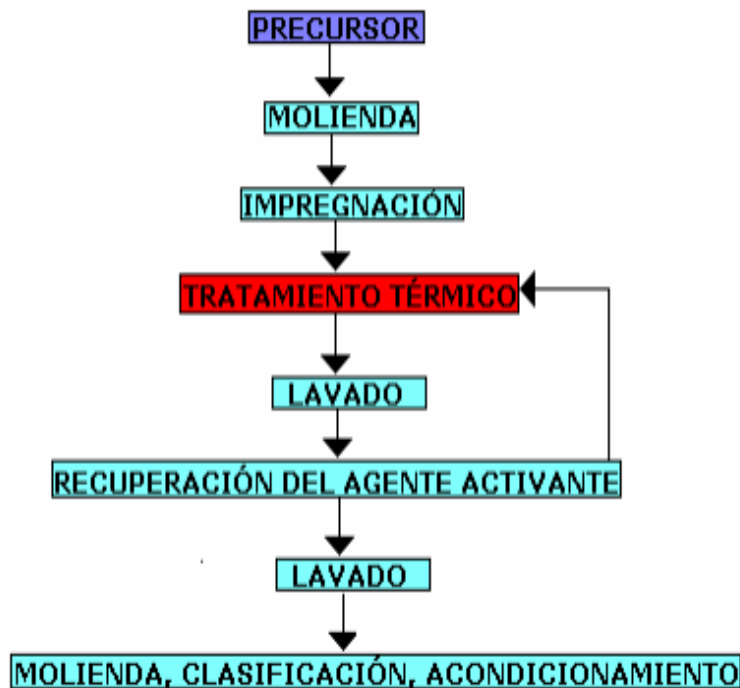 PRECURSOR
MOLIENDA
IMPREGNACIÓN
TRATAMIENTO TÉRMICO
LAVADO
RECUPERACIÓN DEL AGENTE ACTIVANTE
LAVADO
MOLIENDA, CLASIFICACIÓN, ACONDICIONAMIENTO